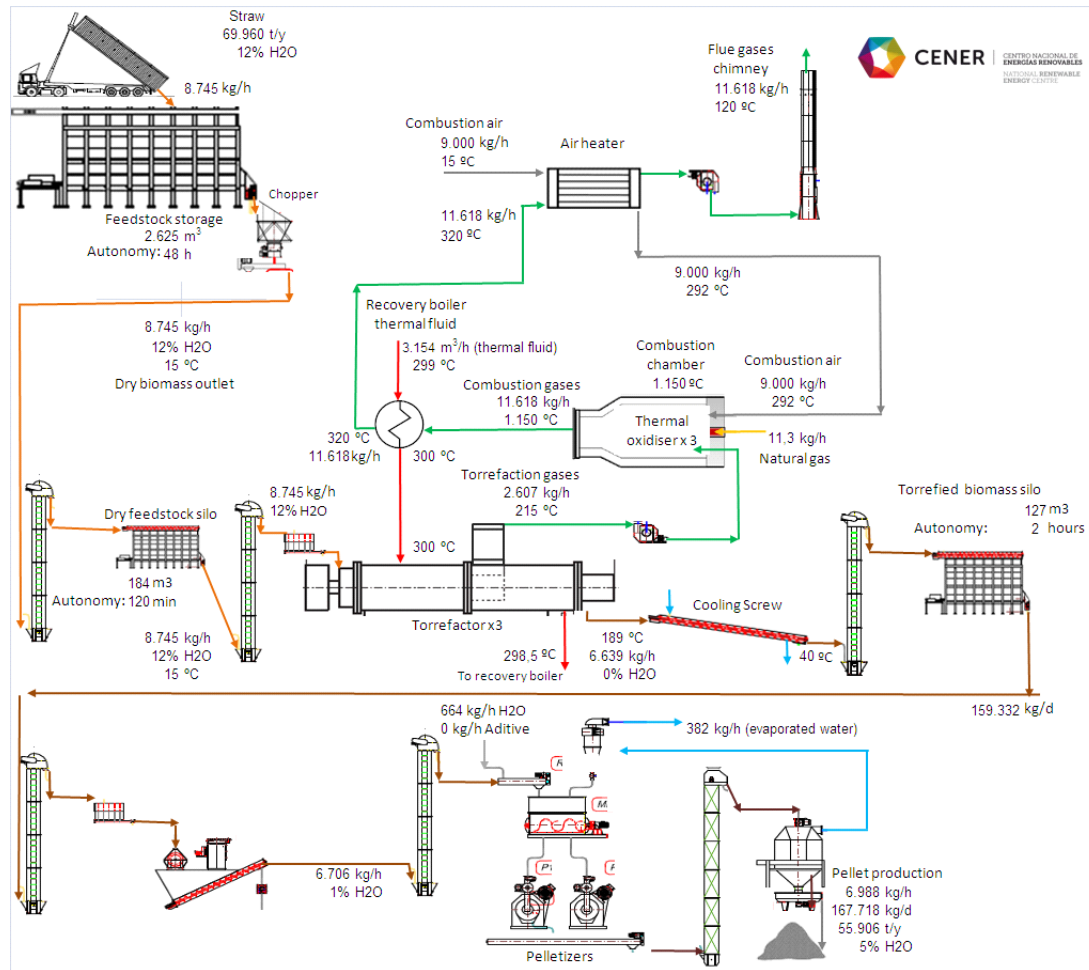 Straw
69.960 t/y
12% H2O
8.745 kg/h
CENER
CENTRO NACIONAL DE
ENERGÍAS RENOVABLES
NATIONAL RENEWABLE
ENERGY CENTRE
Flue gases
chimney
11.618 kg/h
120 ºC
Combustion air
9.000 kg/h
15 ºC
Air heater
11.618 kg/h
320 ºC
Chopper
Feedstock storage
2.625 m³
Autonomy: 48 h
9.000 kg/h
292 ºC
8.745 kg/h
12% H2O
15 ºC
Dry biomass outlet
Recovery boiler
thermal fluid
3.154 m³/h (thermal fluid)
299 ºC
Combustion gases
11.618 kg/h
1.150 ºC
Combustion
chamber
1.150 ºC
Combustion air
9.000 kg/h
292 ºC
Thermal
oxidiser x 3
11,3 kg/h
Natural gas
320 ºC
11.618 kg/h
300 ºC
Torrefaction gases
2.607 kg/h
215 ºC
8.745 kg/h
12% H2O
Dry feedstock silo
184 m3
Autonomy: 120 min
8.745 kg/h
12% H2O
15 ºC
300 ºC
Torrefactor x3
298,5 ºC
To recovery boiler
189 ºC
6.639 kg/h
0% H2O
Cooling Screw
40 ºC
Torrefied biomass silo
127 m3
Autonomy: 2 hours
159.332 kg/d
664 kg/h H2O
0 kg/h Aditive
382 kg/h (evaporated water)
6.706 kg/h
1% H2O
Pelletizers
Pellet production
6.988 kg/h
167.718 kg/d
55.906 t/y
5% H2O